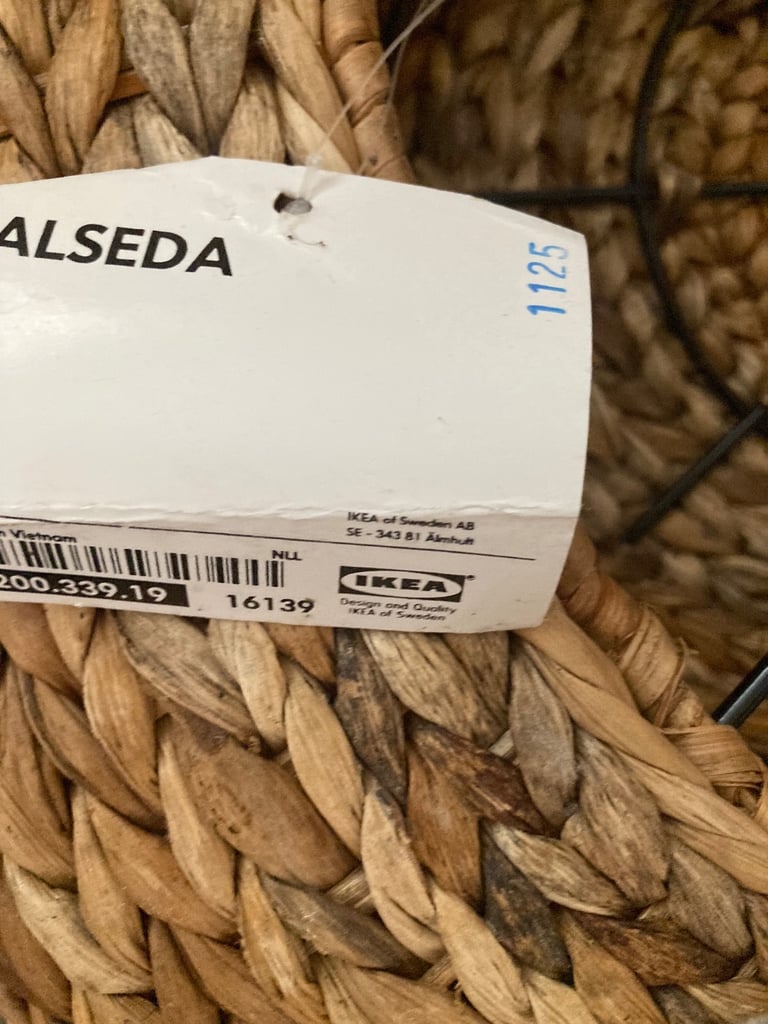 ALSEDA
1125
IKEA of Sweden AB
SE - 343 81 Älmhult
Vietnam
NLL
200.339.19
16139
IKEA®
Design and Quality
IKEA of Sweden